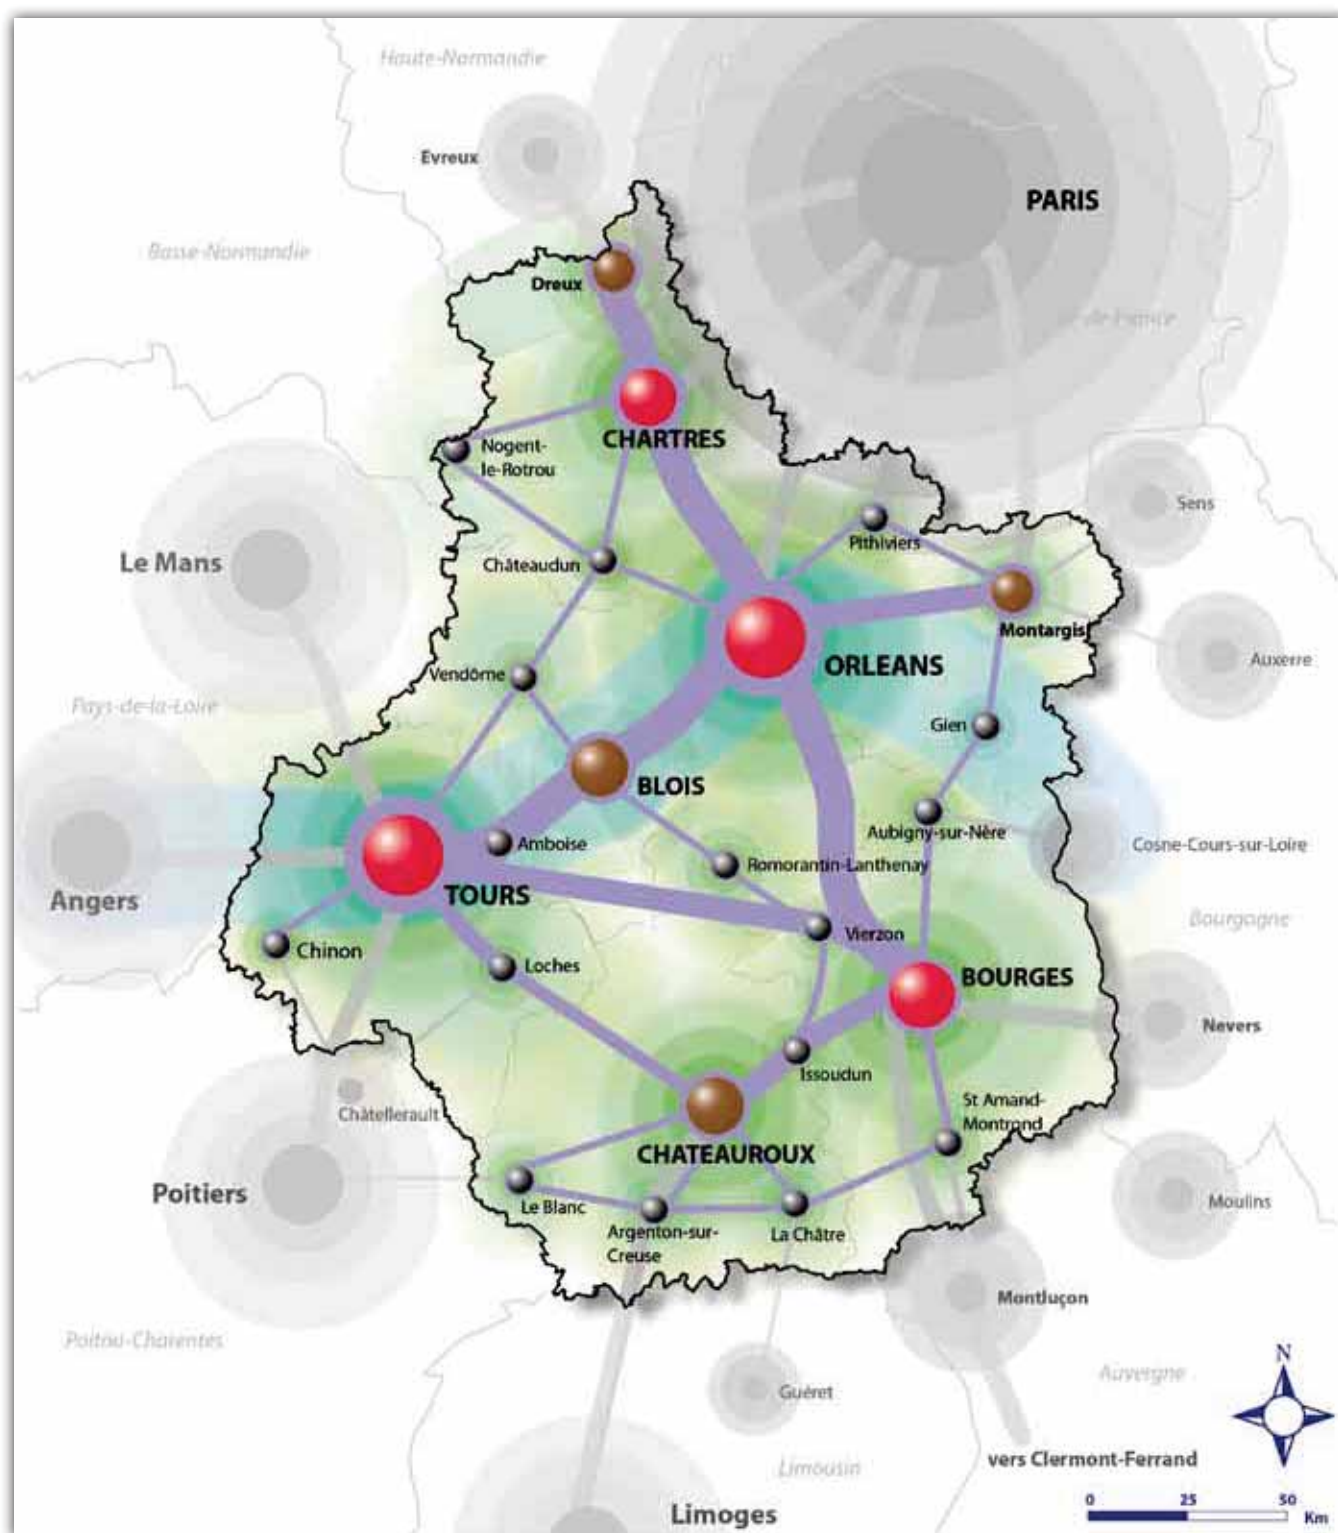 Haute-Normandie
Evreux
PARIS
Basse-Normandie
Dreux
de-France
CHARTRES
Nogent-
le-Rotrou
Sens
Pithiviers
Le Mans
Châteaudun
Montargis
ORLEANS
Auxerre
Vendôme
Pays-de-la-Loire
Gien
BLOIS
Aubigny-sur-Nère
Amboise
Cosne-Cours-sur-Loire
Romorantin-Lanthenay
TOURS
Angers
Bourgogne
Vierzon
Chinon
Loches
BOURGES
Nevers
Issoudun
St Amand-
Montrond
Châtellerault
CHATEAUROUX
Poitiers
Le Blanc
Moulins
Argenton-sur-
Creuse
La Châtre
Montluçon
Poitou-Charentes
N
Auvergne
Guéret
vers Clermont-Ferrand
Limousin
Limoges
0 25 50
Km